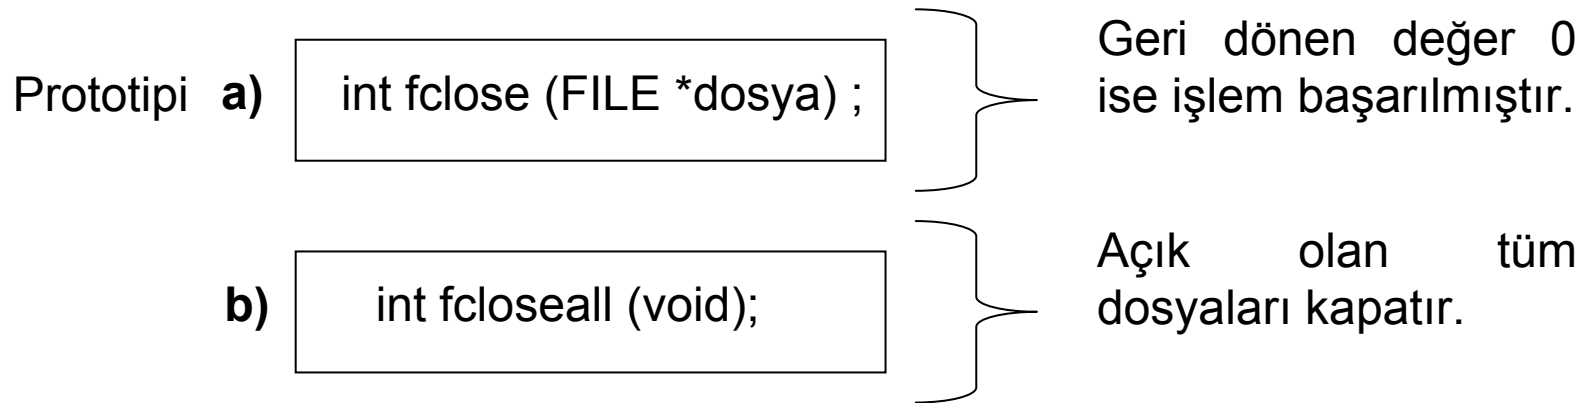 Prototipi a) int fclose (FILE *dosya) ;
Geri dönen değer 0
ise işlem başarılmıştır.
b) int fcloseall (void);
Açık olan tüm
dosyaları kapatır.